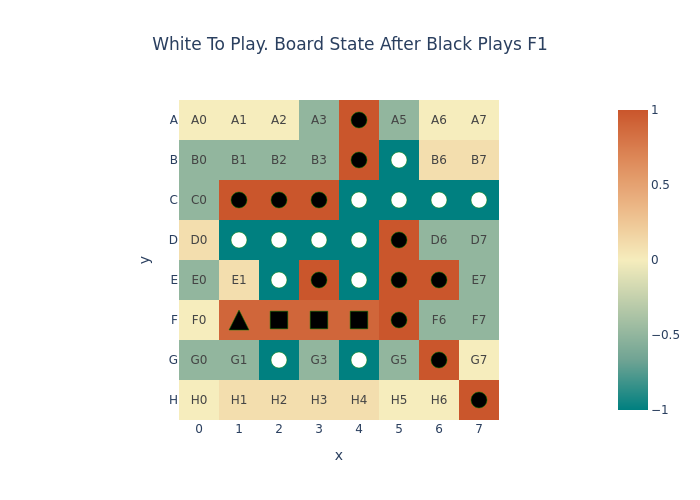 White To Play. Board State After Black Plays F1
A A0 A1 A2 A3 A5 A6 A7
B B0 B1 B2 B3 B6 B7
C C0
D D0 D6 D7
E E0 E1 E7
F F0 F6 F7
G G0 G1 G3 G5 G7
H H0 H1 H2 H3 H4 H5 H6
0 1 2 3 4 5 6 7
x
y
1
0.5
0
−0.5
−1